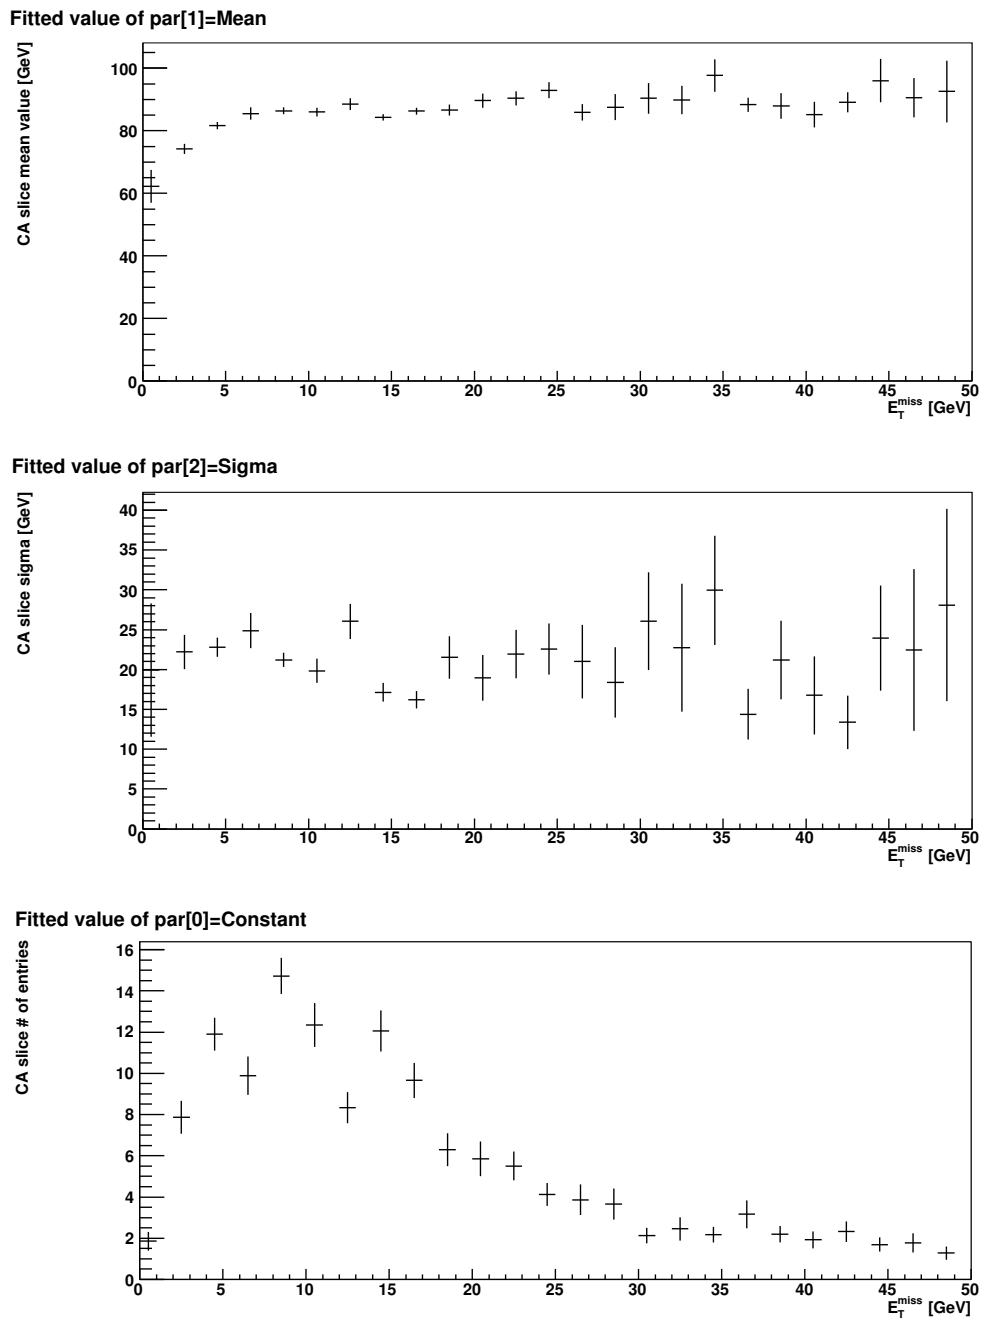 Fitted value of par[1]=Mean
CA slice mean value [GeV]
100
80
60
40
20
0
0 5 10 15 20 25 30 35 40 45 50
E_T^miss [GeV]
Fitted value of par[2]=Sigma
CA slice sigma [GeV]
40
35
30
25
20
15
10
5
0
0 5 10 15 20 25 30 35 40 45 50
E_T^miss [GeV]
Fitted value of par[0]=Constant
CA slice # of entries
16
14
12
10
8
6
4
2
0
0 5 10 15 20 25 30 35 40 45 50
E_T^miss [GeV]